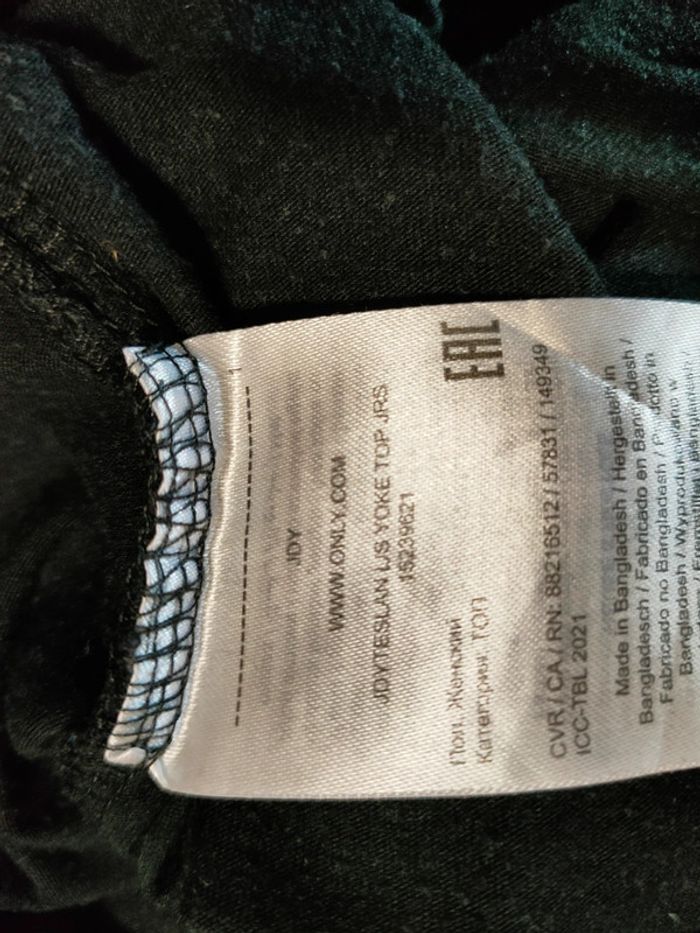 1
JDY
WWW.ONLY.COM
JDYTESLAN L/S YOKE TOP JRS
15239621
EAC
Пол: Женский
Категория: ТОП
CVR / CA / RN: 88216512 / 57831 / 149349
ICC-TBL 2021
Made in Bangladesh / Hergestellt in
Bangladesch / Fabricado en Bangladesh /
Fabricado no Bangladesh / Prodotto in
Bangladesh / Wyprodukowano w